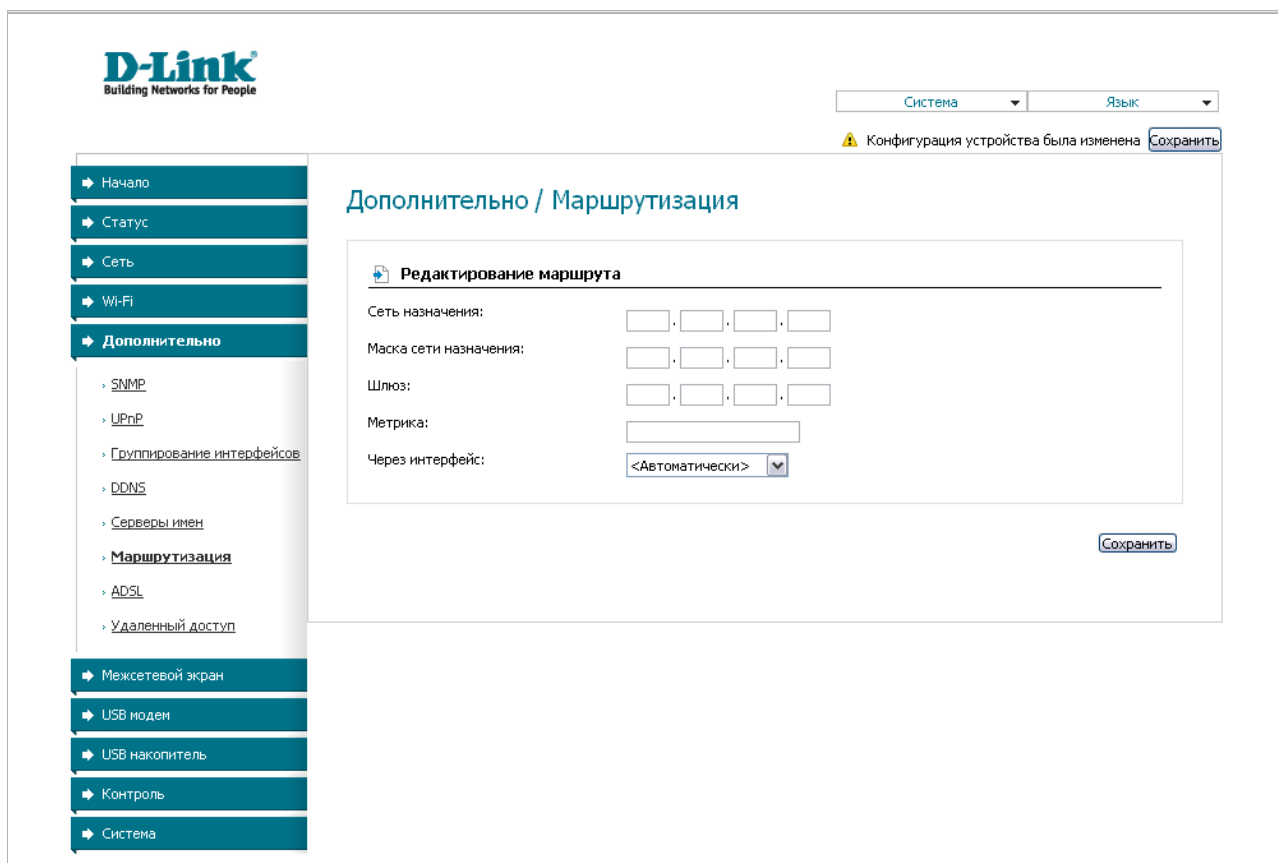 D-Link
Building Networks for People
Система
Язык
Конфигурация устройства была изменена
Сохранить
Начало
Статус
Сеть
Wi-Fi
Дополнительно
SNMP
UPnP
Группирование интерфейсов
DDNS
Серверы имен
Маршрутизация
ADSL
Удаленный доступ
Межсетевой экран
USB модем
USB накопитель
Контроль
Система
Дополнительно / Маршрутизация
Редактирование маршрута
Сеть назначения:
Маска сети назначения:
Шлюз:
Метрика:
Через интерфейс:
<Автоматически>
Сохранить